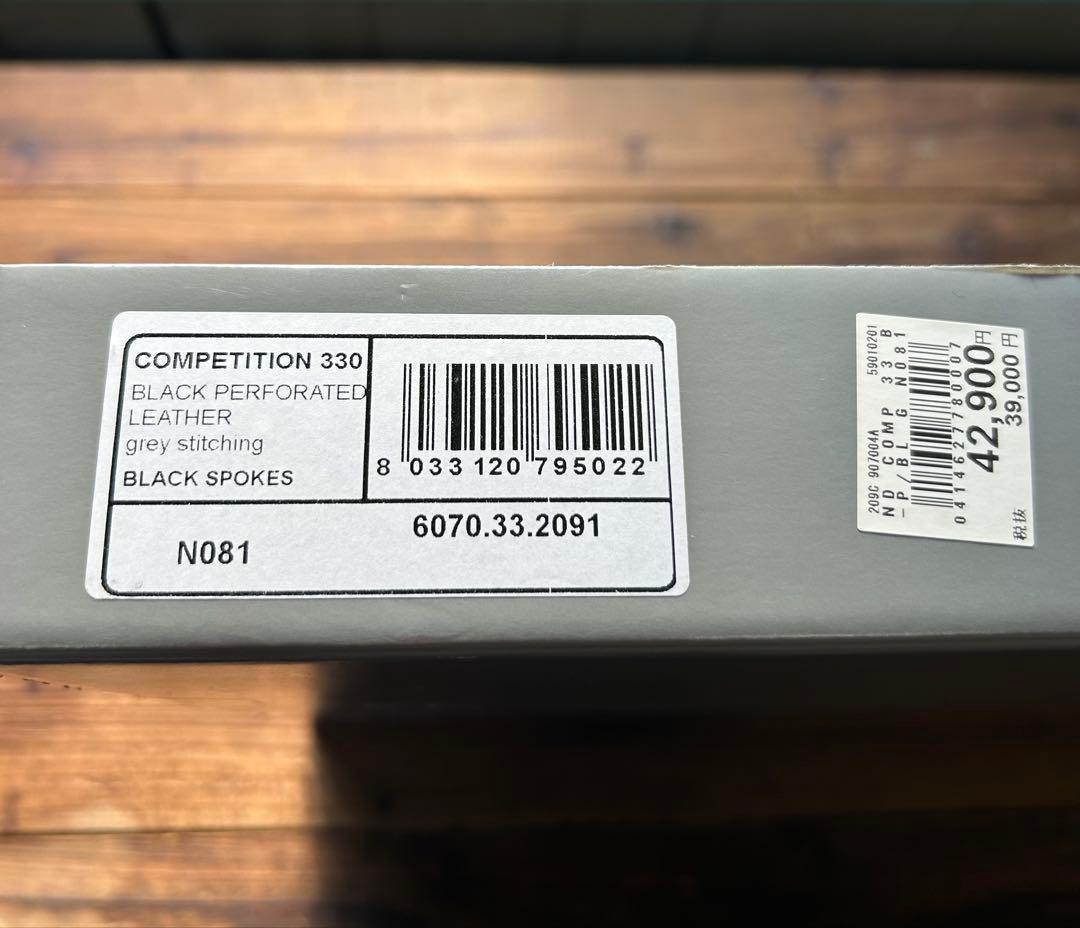 COMPETITION 330
BLACK PERFORATED
LEATHER
grey stitching
BLACK SPOKES
8 033120 795022
N081
6070.33.2091
209C 907004A 59010201
ND COMP 33 B
-P/BLG N081
0414627780007
42,900円
税抜 39,000円